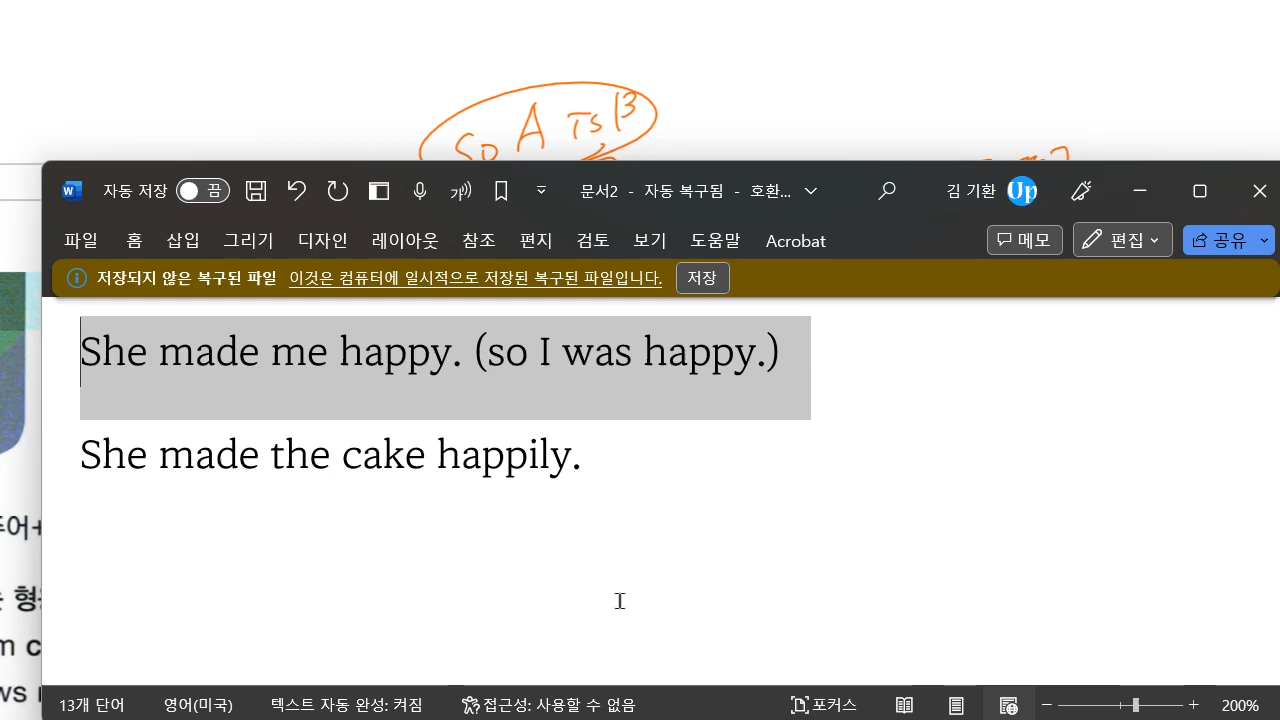 So A is B
자동 저장 끔 가 문서2 - 자동 복구됨 - 호환... 김 기환 Up
파일 홈 삽입 그리기 디자인 레이아웃 참조 편지 검토 보기 도움말 Acrobat 메모 편집 공유
저장되지 않은 복구된 파일 이것은 컴퓨터에 일시적으로 저장된 복구된 파일입니다. 저장
She made me happy. (so I was happy.)
She made the cake happily.
13개 단어 영어(미국) 텍스트 자동 완성: 켜짐 접근성: 사용할 수 없음 포커스 200%